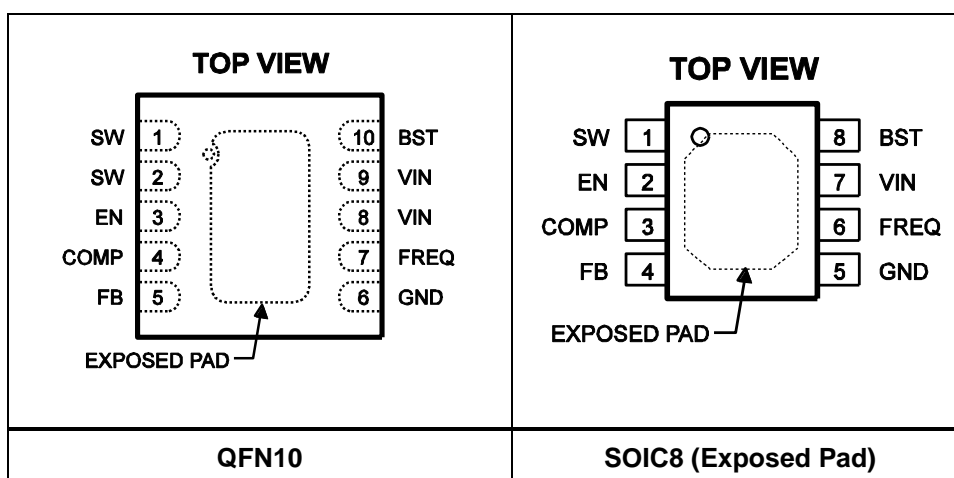 TOP VIEW
SW 1 10 BST
SW 2 9 VIN
EN 3 8 VIN
COMP 4 7 FREQ
FB 5 6 GND
EXPOSED PAD
QFN10
TOP VIEW
SW 1 8 BST
EN 2 7 VIN
COMP 3 6 FREQ
FB 4 5 GND
EXPOSED PAD
SOIC8 (Exposed Pad)